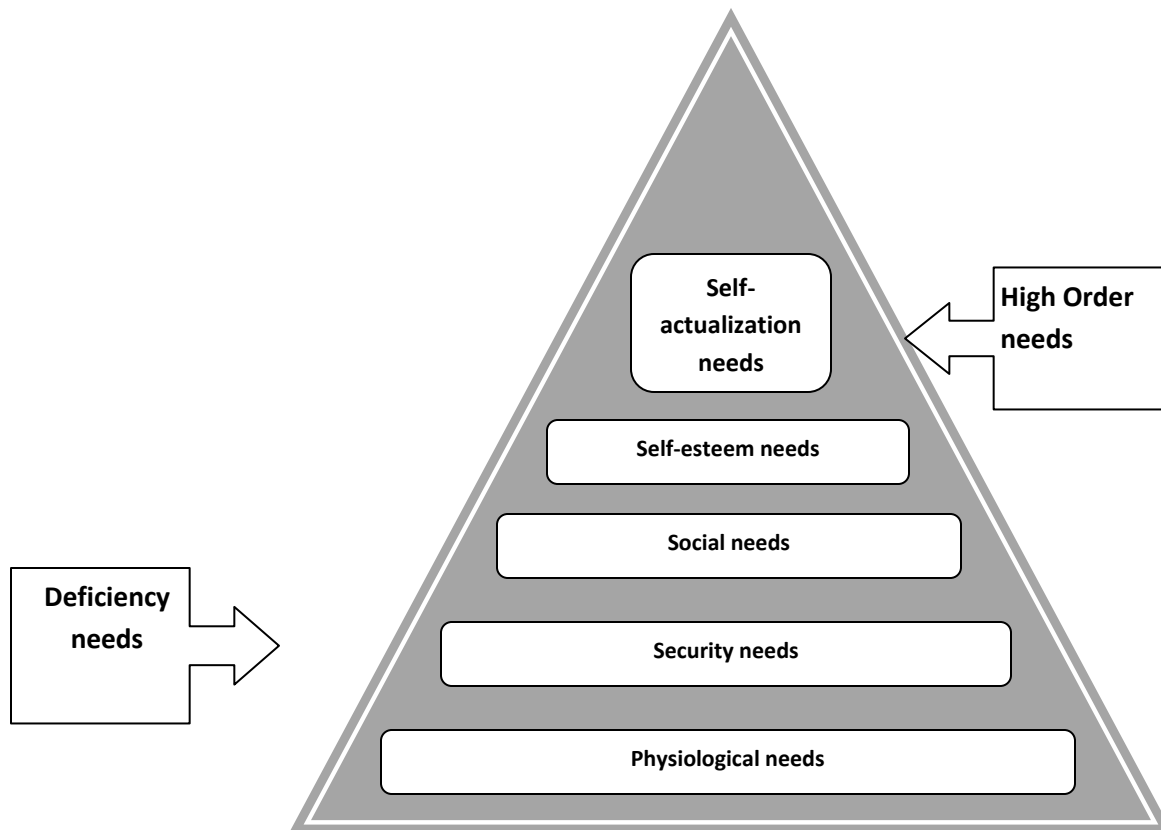 Self-
actualization
needs
High Order
needs
Self-esteem needs
Social needs
Deficiency
needs
Security needs
Physiological needs